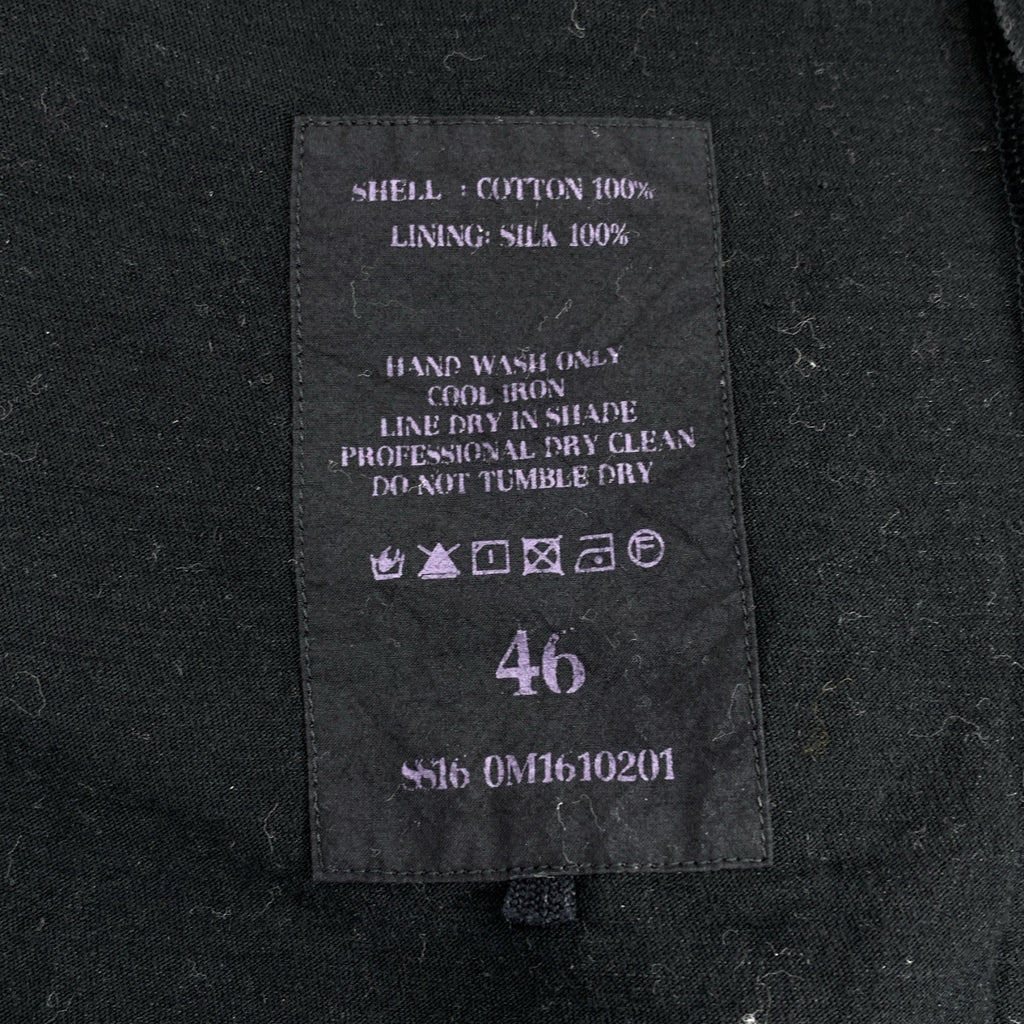 SHELL : COTTON 100%
LINING: SILK 100%
HAND WASH ONLY
COOL IRON
LINE DRY IN SHADE
PROFESSIONAL DRY CLEAN
DO NOT TUMBLE DRY
F
46
SS16 0M1610201